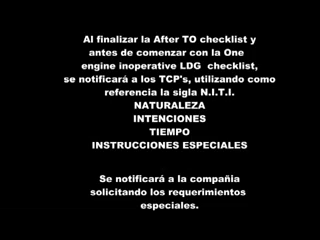 Al finalizar la After TO checklist y
antes de comenzar con la One
engine inoperative LDG checklist,
se notificará a los TCP's, utilizando como
referencia la sigla N.I.T.I.
NATURALEZA
INTENCIONES
TIEMPO
INSTRUCCIONES ESPECIALES
Se notificará a la compañia
solicitando los requerimientos
especiales.